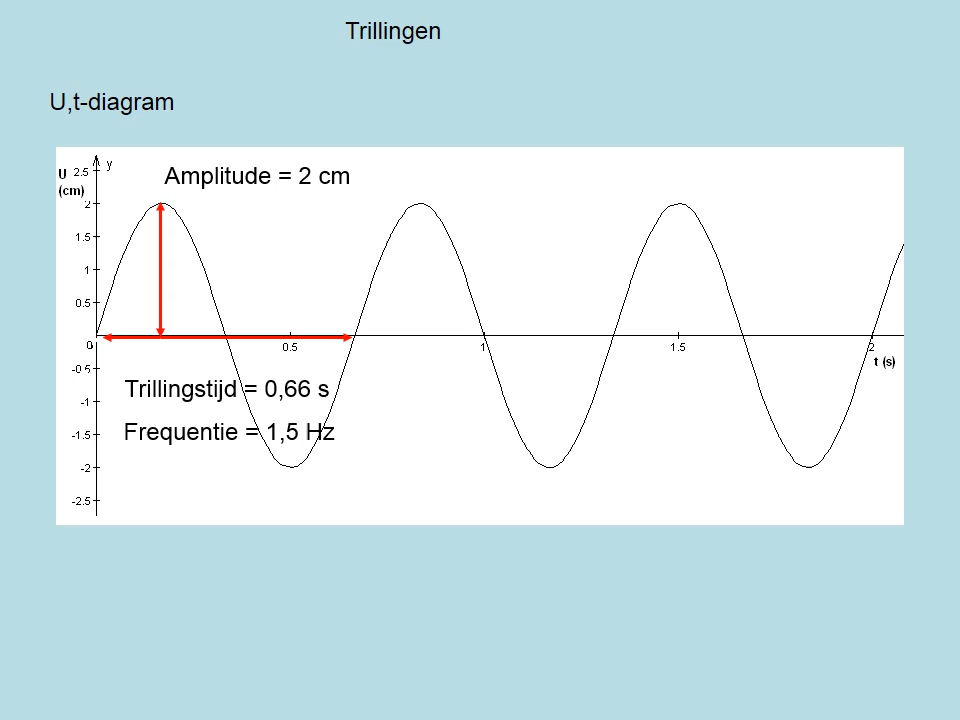 Trillingen
U,t-diagram
y
U
(cm)
2.5
Amplitude = 2 cm
2
1.5
1
0.5
0
0.5
1
1.5
2
t (s)
-0.5
Trillingstijd = 0,66 s
-1
Frequentie = 1,5 Hz
-1.5
-2
-2.5